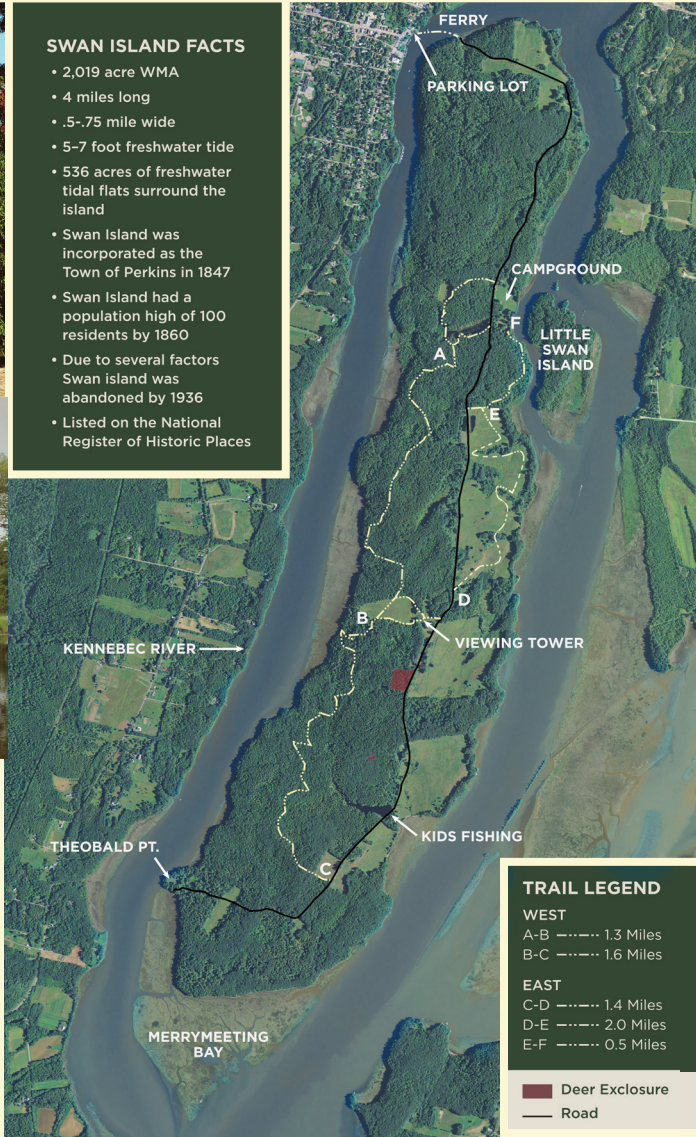 SWAN ISLAND FACTS
• 2,019 acre WMA
• 4 miles long
• .5-.75 mile wide
• 5–7 foot freshwater tide
• 536 acres of freshwater
tidal flats surround the
island
• Swan Island was
incorporated as the
Town of Perkins in 1847
• Swan Island had a
population high of 100
residents by 1860
• Due to several factors
Swan island was
abandoned by 1936
• Listed on the National
Register of Historic Places
FERRY
PARKING LOT
CAMPGROUND
F
LITTLE
SWAN
ISLAND
A
E
D
B
VIEWING TOWER
KENNEBEC RIVER
KIDS FISHING
THEOBALD PT.
C
MERRYMEETING
BAY
TRAIL LEGEND
WEST
A-B 1.3 Miles
B-C 1.6 Miles
EAST
C-D 1.4 Miles
D-E 2.0 Miles
E-F 0.5 Miles
Deer Exclosure
Road